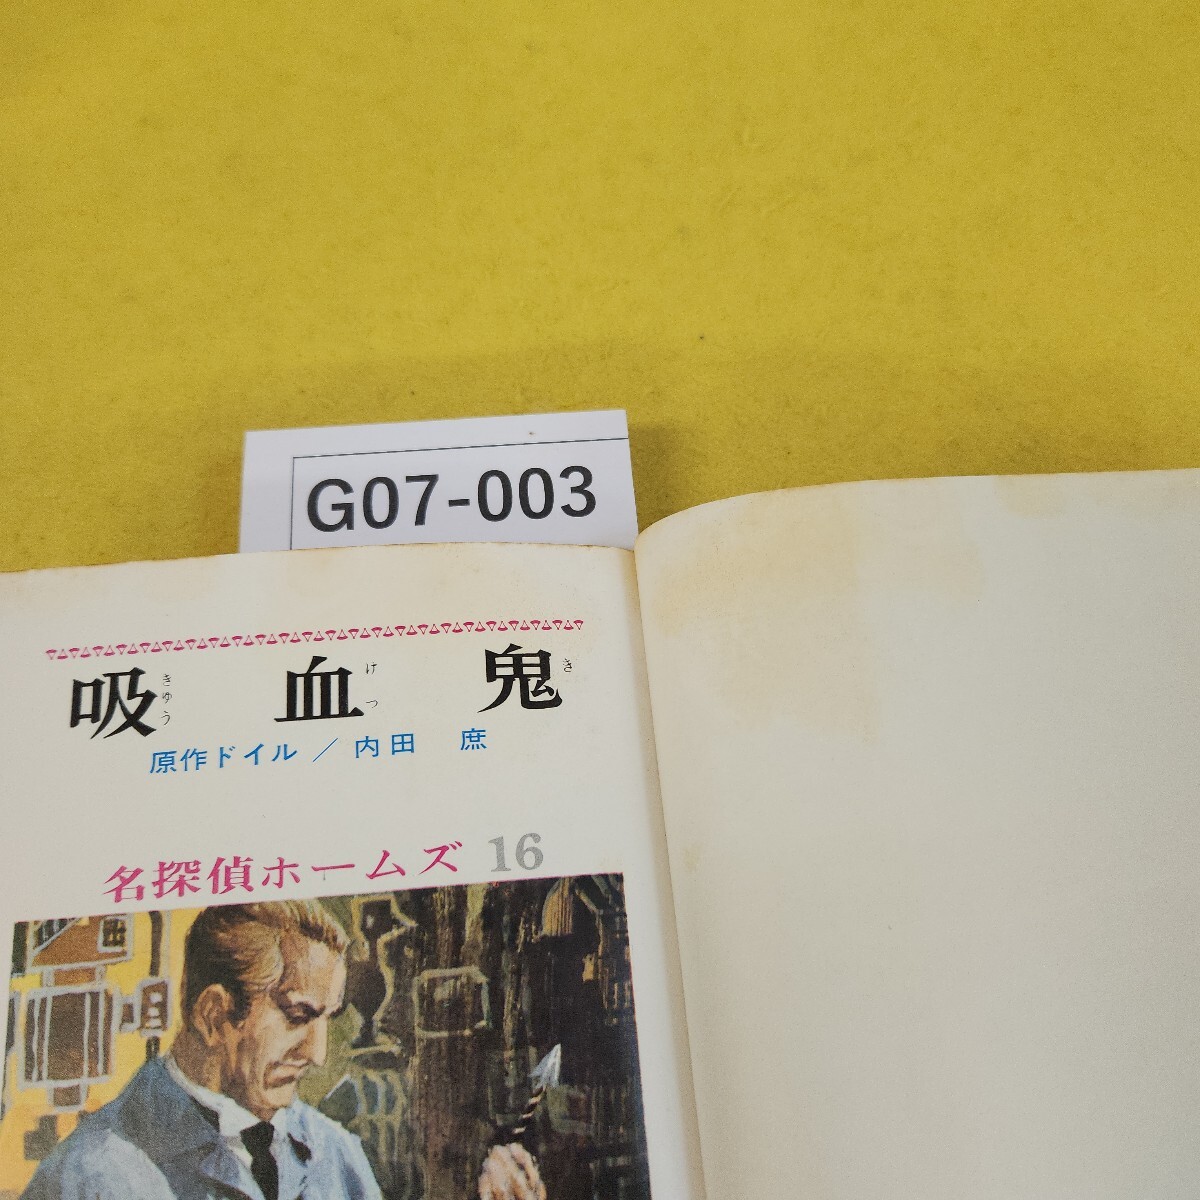 G07-003
吸血鬼
きゅう けっ き
原作ドイル／内田 庶
名探偵ホームズ 16